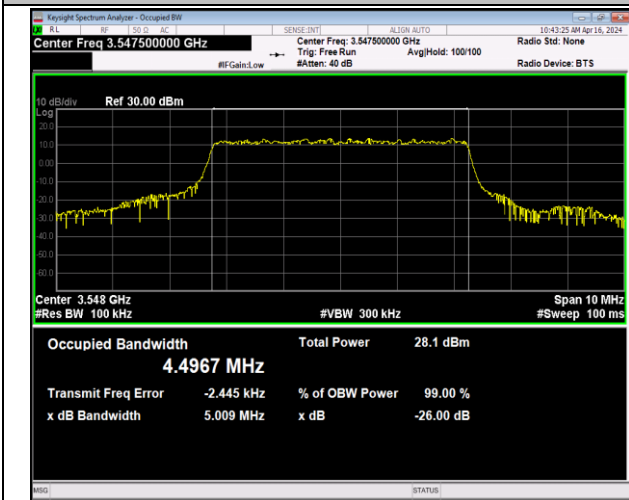 Keysight Spectrum Analyzer - Occupied BW
RL RF 50 Ω AC SENSE:INT ALIGN AUTO 10:43:25 AM Apr 16, 2024
Center Freq 3.547500000 GHz Center Freq: 3.547500000 GHz Radio Std: None
Trig: Free Run Avg|Hold: 100/100
#IFGain:Low #Atten: 40 dB Radio Device: BTS
10 dB/div Ref 30.00 dBm
Log
20.0
10.0
0.00
-10.0
-20.0
-30.0
-40.0
-50.0
-60.0
Center 3.548 GHz Span 10 MHz
#Res BW 100 kHz #VBW 300 kHz #Sweep 100 ms
Occupied Bandwidth Total Power 28.1 dBm
4.4967 MHz
Transmit Freq Error -2.445 kHz % of OBW Power 99.00 %
x dB Bandwidth 5.009 MHz x dB -26.00 dB
MSG STATUS